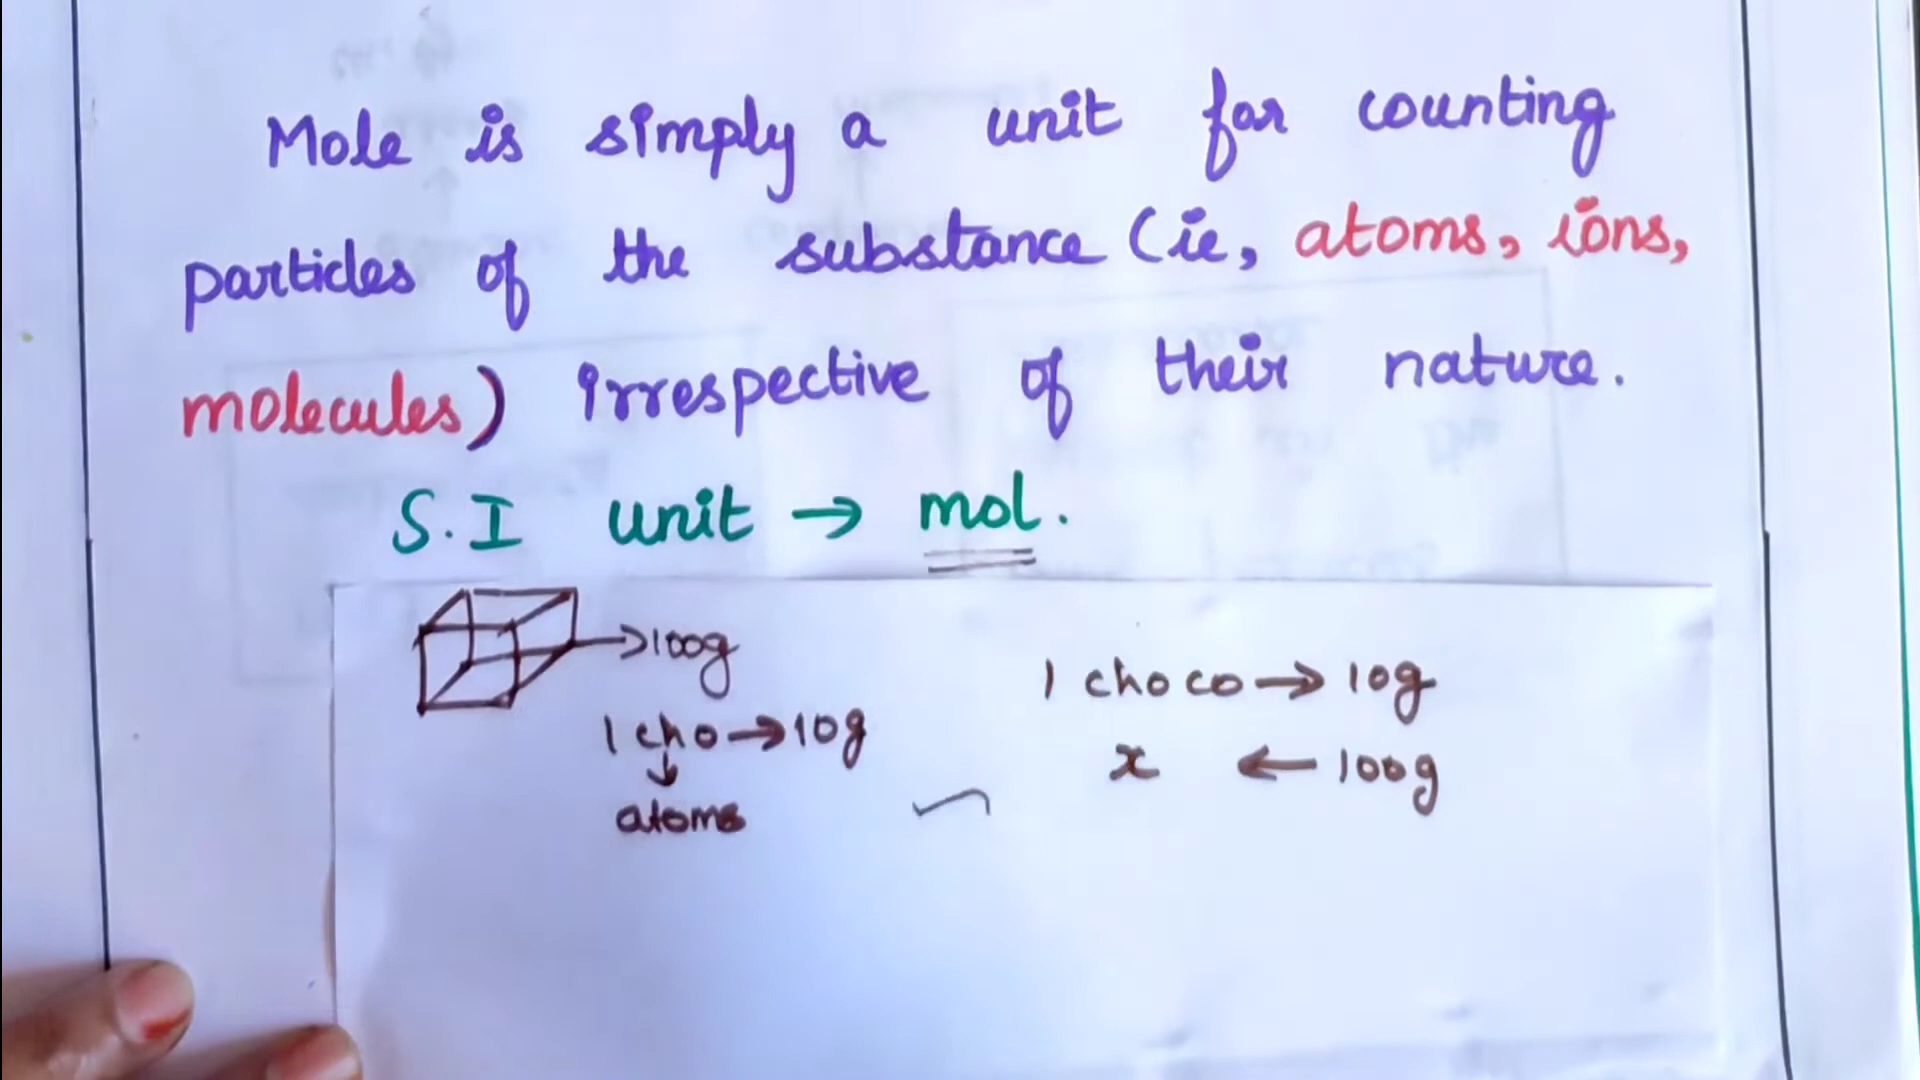 Mole is simply a unit for counting
particles of the substance (ie, atoms, ions,
molecules) irrespective of their nature.
S.I unit → mol.
→100g
1 cho→10g
↓
atoms
1 choco→10g
x ← 100g